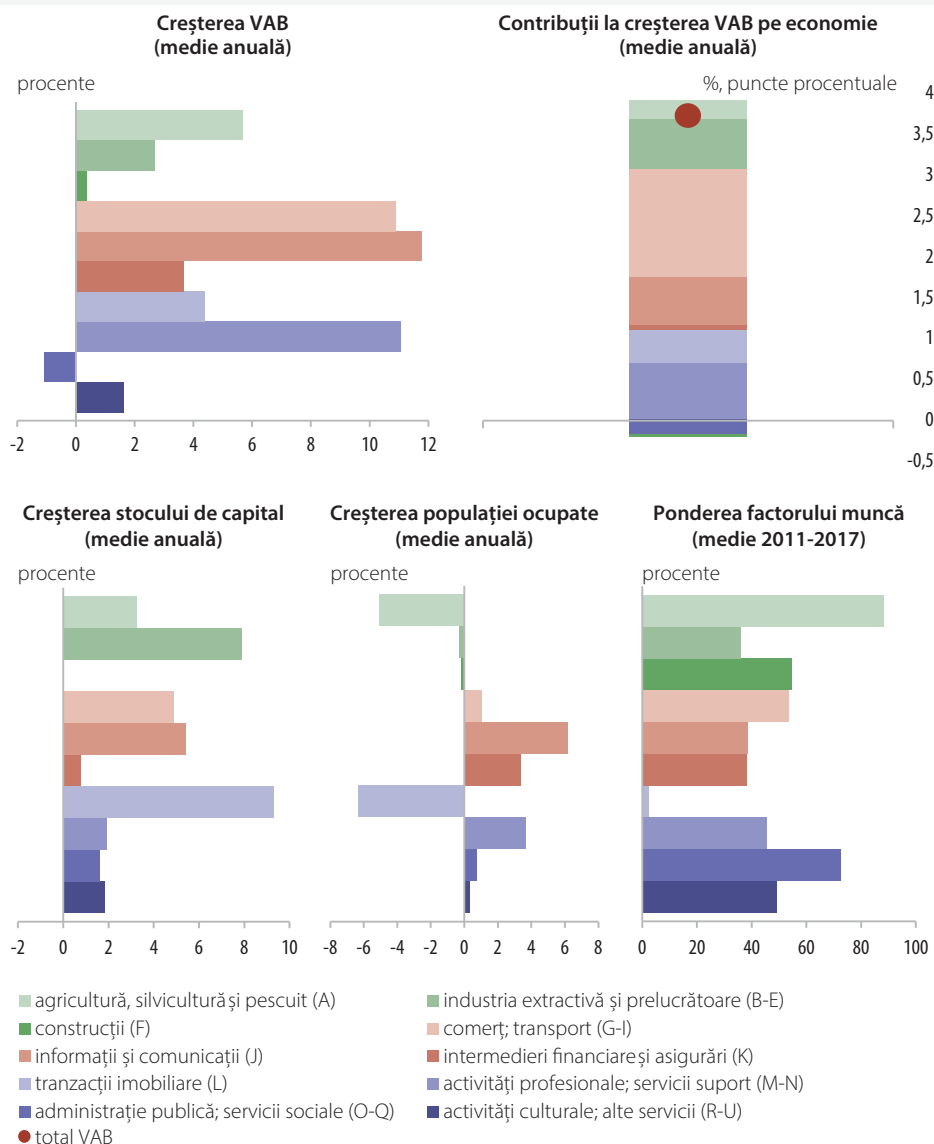 Creșterea VAB
(medie anuală)
procente
-2 0 2 4 6 8 10 12
Contribuții la creșterea VAB pe economie
(medie anuală)
%, puncte procentuale
4
3,5
3
2,5
2
1,5
1
0,5
0
-0,5
Creșterea stocului de capital
(medie anuală)
procente
-2 0 2 4 6 8 10
Creșterea populației ocupate
(medie anuală)
procente
-8 -6 -4 -2 0 2 4 6 8
Ponderea factorului muncă
(medie 2011-2017)
procente
0 20 40 60 80 100
agricultură, silvicultură și pescuit (A)
industria extractivă și prelucrătoare (B-E)
construcții (F)
comerț; transport (G-I)
informații și comunicații (J)
intermedieri financiare și asigurări (K)
tranzacții imobiliare (L)
activități profesionale; servicii suport (M-N)
administrație publică; servicii sociale (O-Q)
activități culturale; alte servicii (R-U)
total VAB